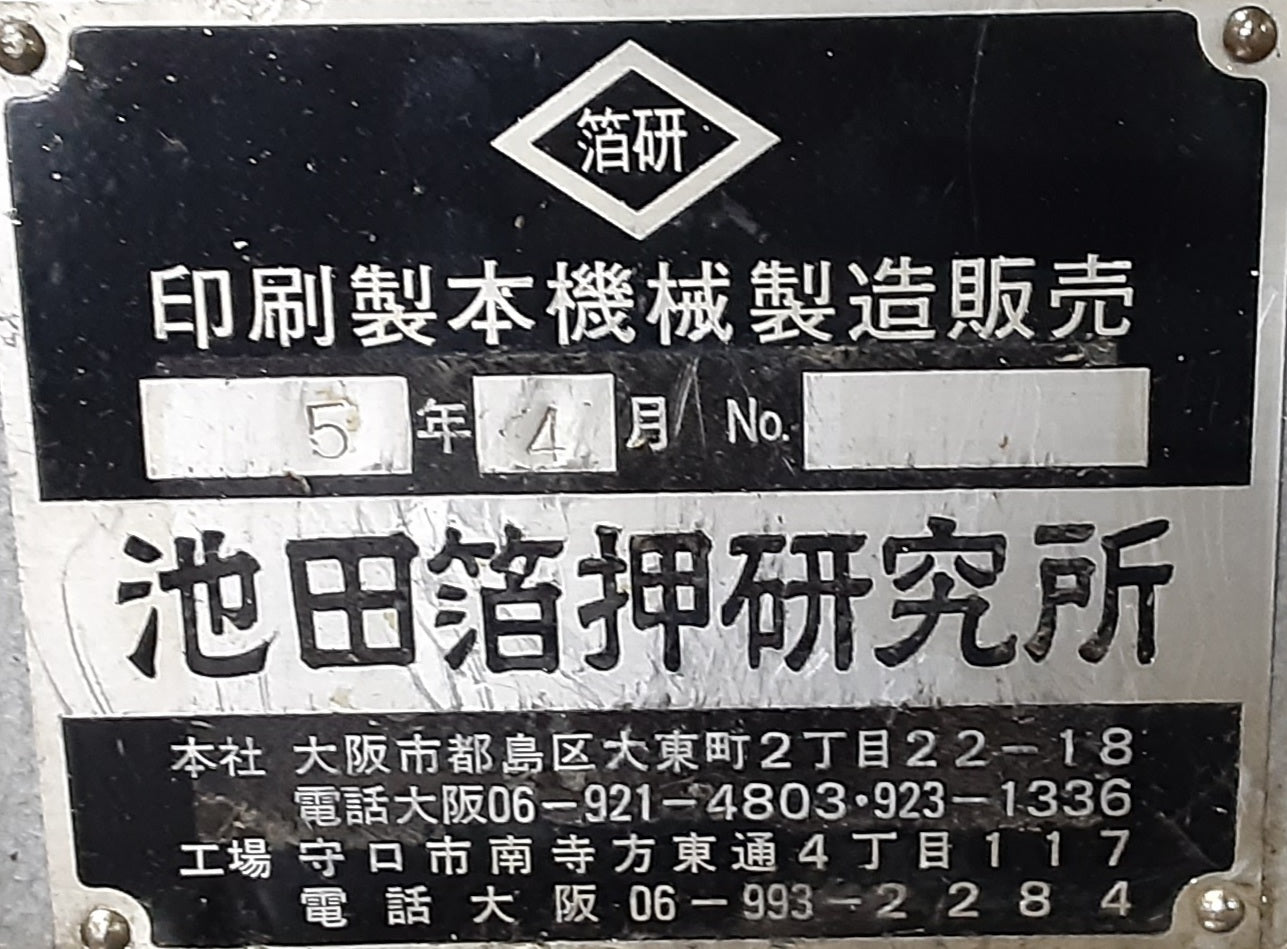 箔研
印刷製本機械製造販売
5年 4月 No.
池田箔押研究所
本社 大阪市都島区大東町2丁目22-18
電話大阪06-921-4803・923-1336
工場 守口市南寺方東通4丁目117
電話大阪 06-993-2284